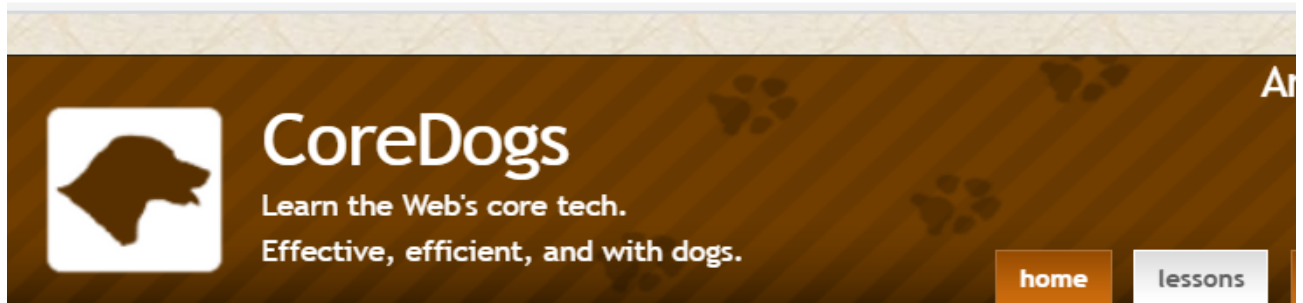 CoreDogs
Learn the Web's core tech.
Effective, efficient, and with dogs.
home
lessons